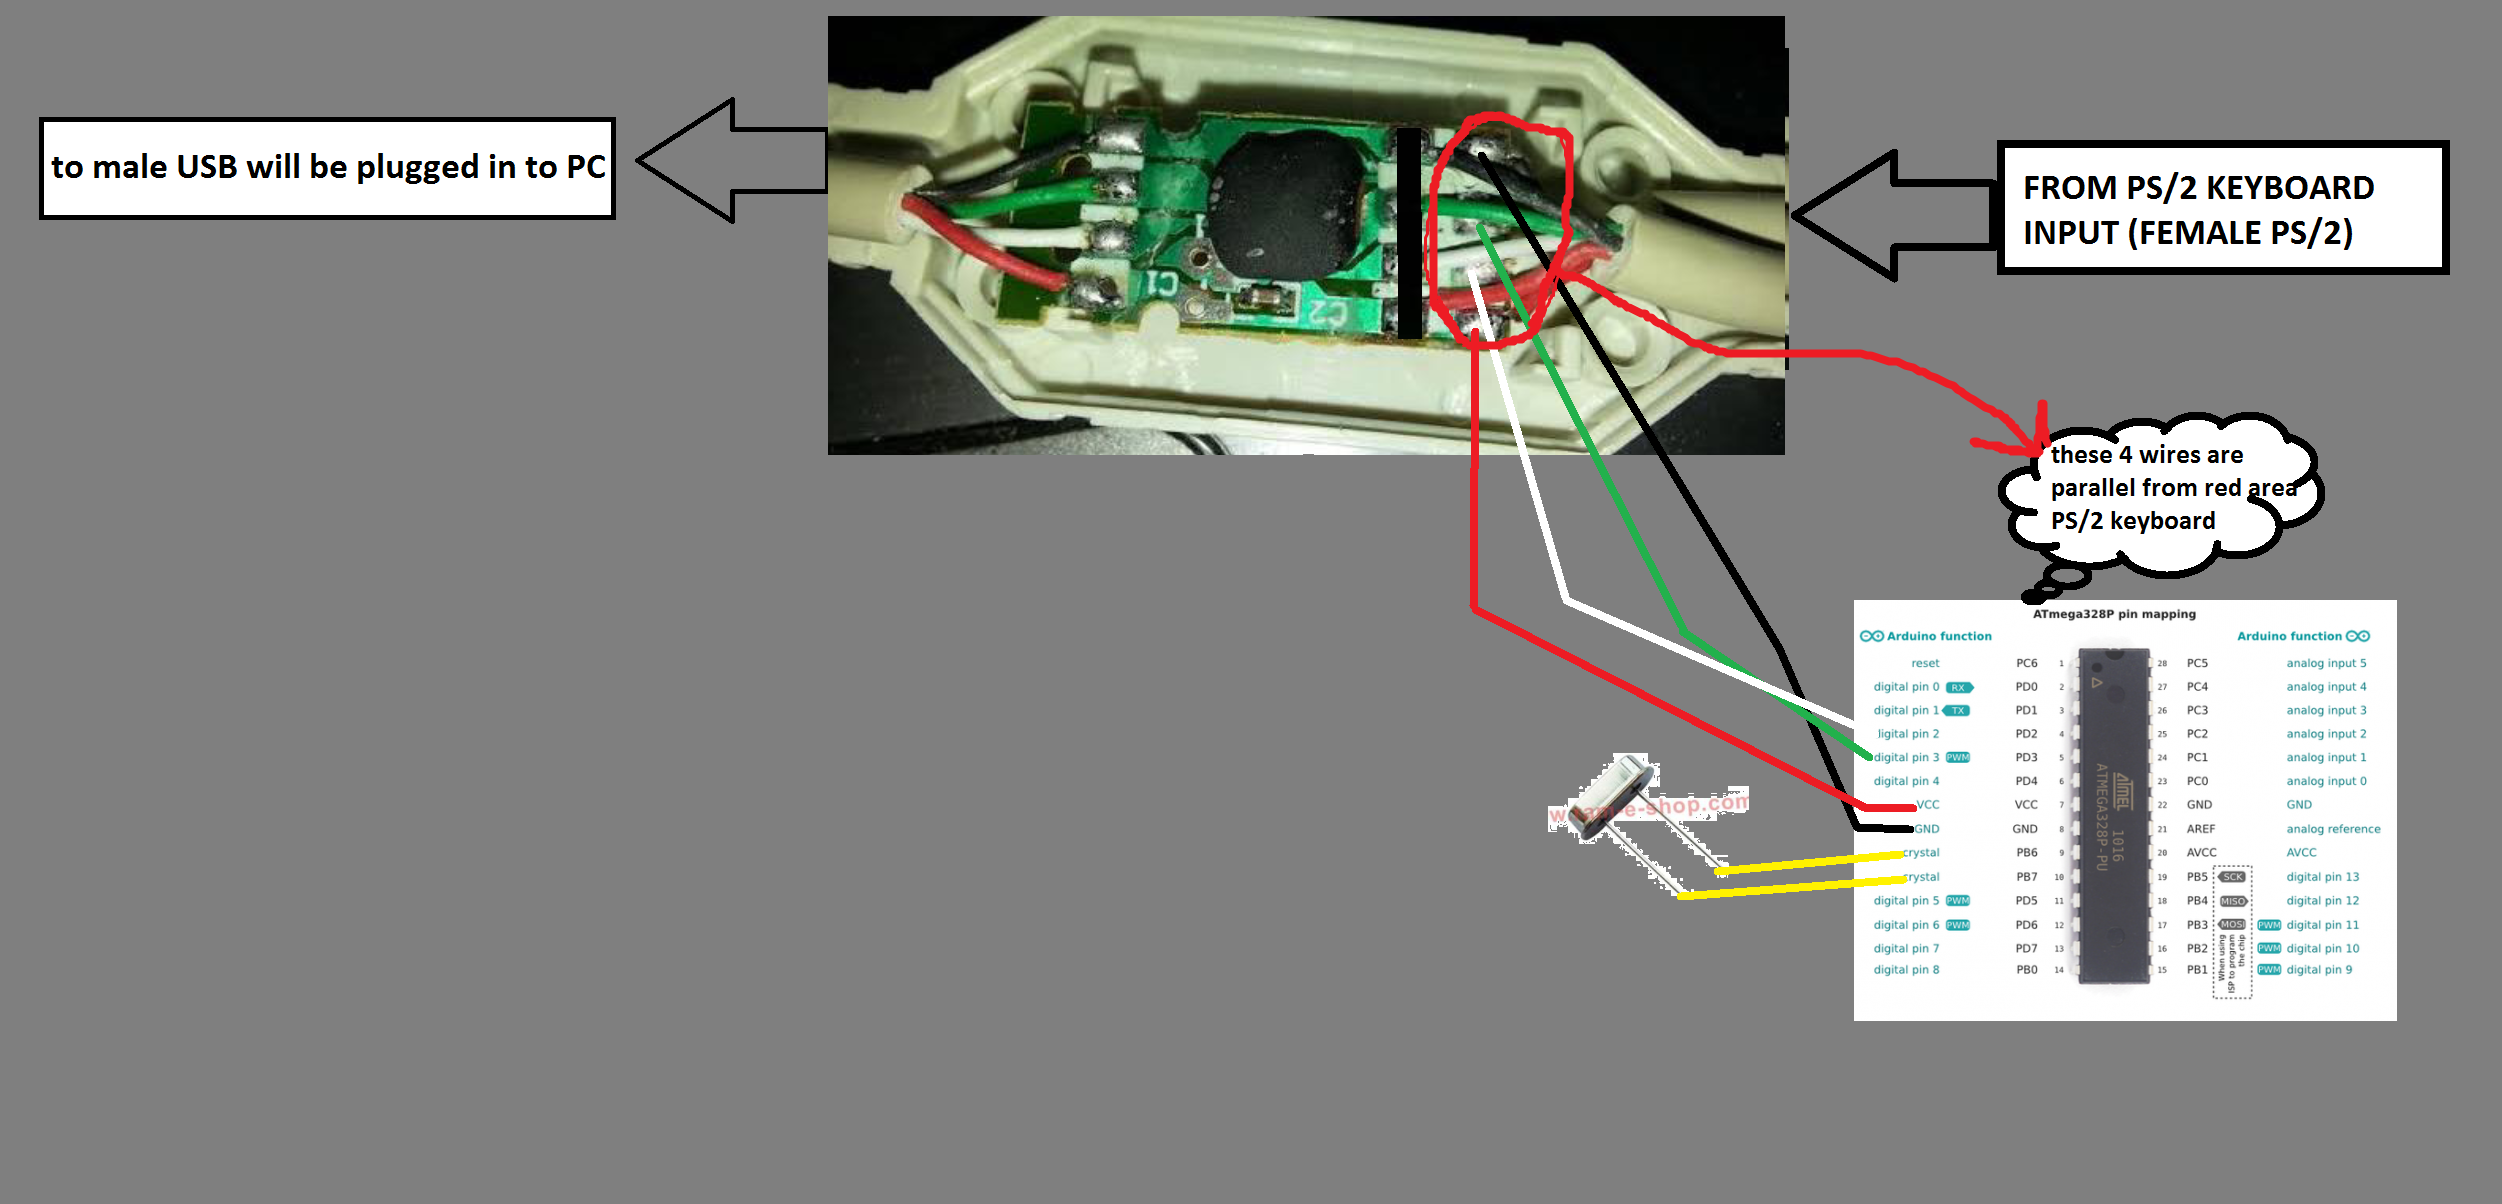 to male USB will be plugged in to PC
FROM PS/2 KEYBOARD
INPUT (FEMALE PS/2)
C1
C2
these 4 wires are
parallel from red area
PS/2 keyboard
ATmega328P pin mapping
Arduino function
Arduino function
reset PC6 1 28 PC5 analog input 5
digital pin 0 RX PD0 2 27 PC4 analog input 4
digital pin 1 TX PD1 3 26 PC3 analog input 3
igital pin 2 PD2 4 25 PC2 analog input 2
digital pin 3 PWM PD3 5 24 PC1 analog input 1
digital pin 4 PD4 6 23 PC0 analog input 0
VCC VCC 7 22 GND GND
GND GND 8 21 AREF analog reference
crystal PB6 9 20 AVCC AVCC
crystal PB7 10 19 PB5 SCK digital pin 13
digital pin 5 PWM PD5 11 18 PB4 MISO digital pin 12
digital pin 6 PWM PD6 12 17 PB3 MOSI PWM digital pin 11
digital pin 7 PD7 13 16 PB2 PWM digital pin 10
digital pin 8 PB0 14 15 PB1 PWM digital pin 9
When using
ISP to program
the chip
ATMEL 1016
ATMEGA328P-PU
e-shop.com